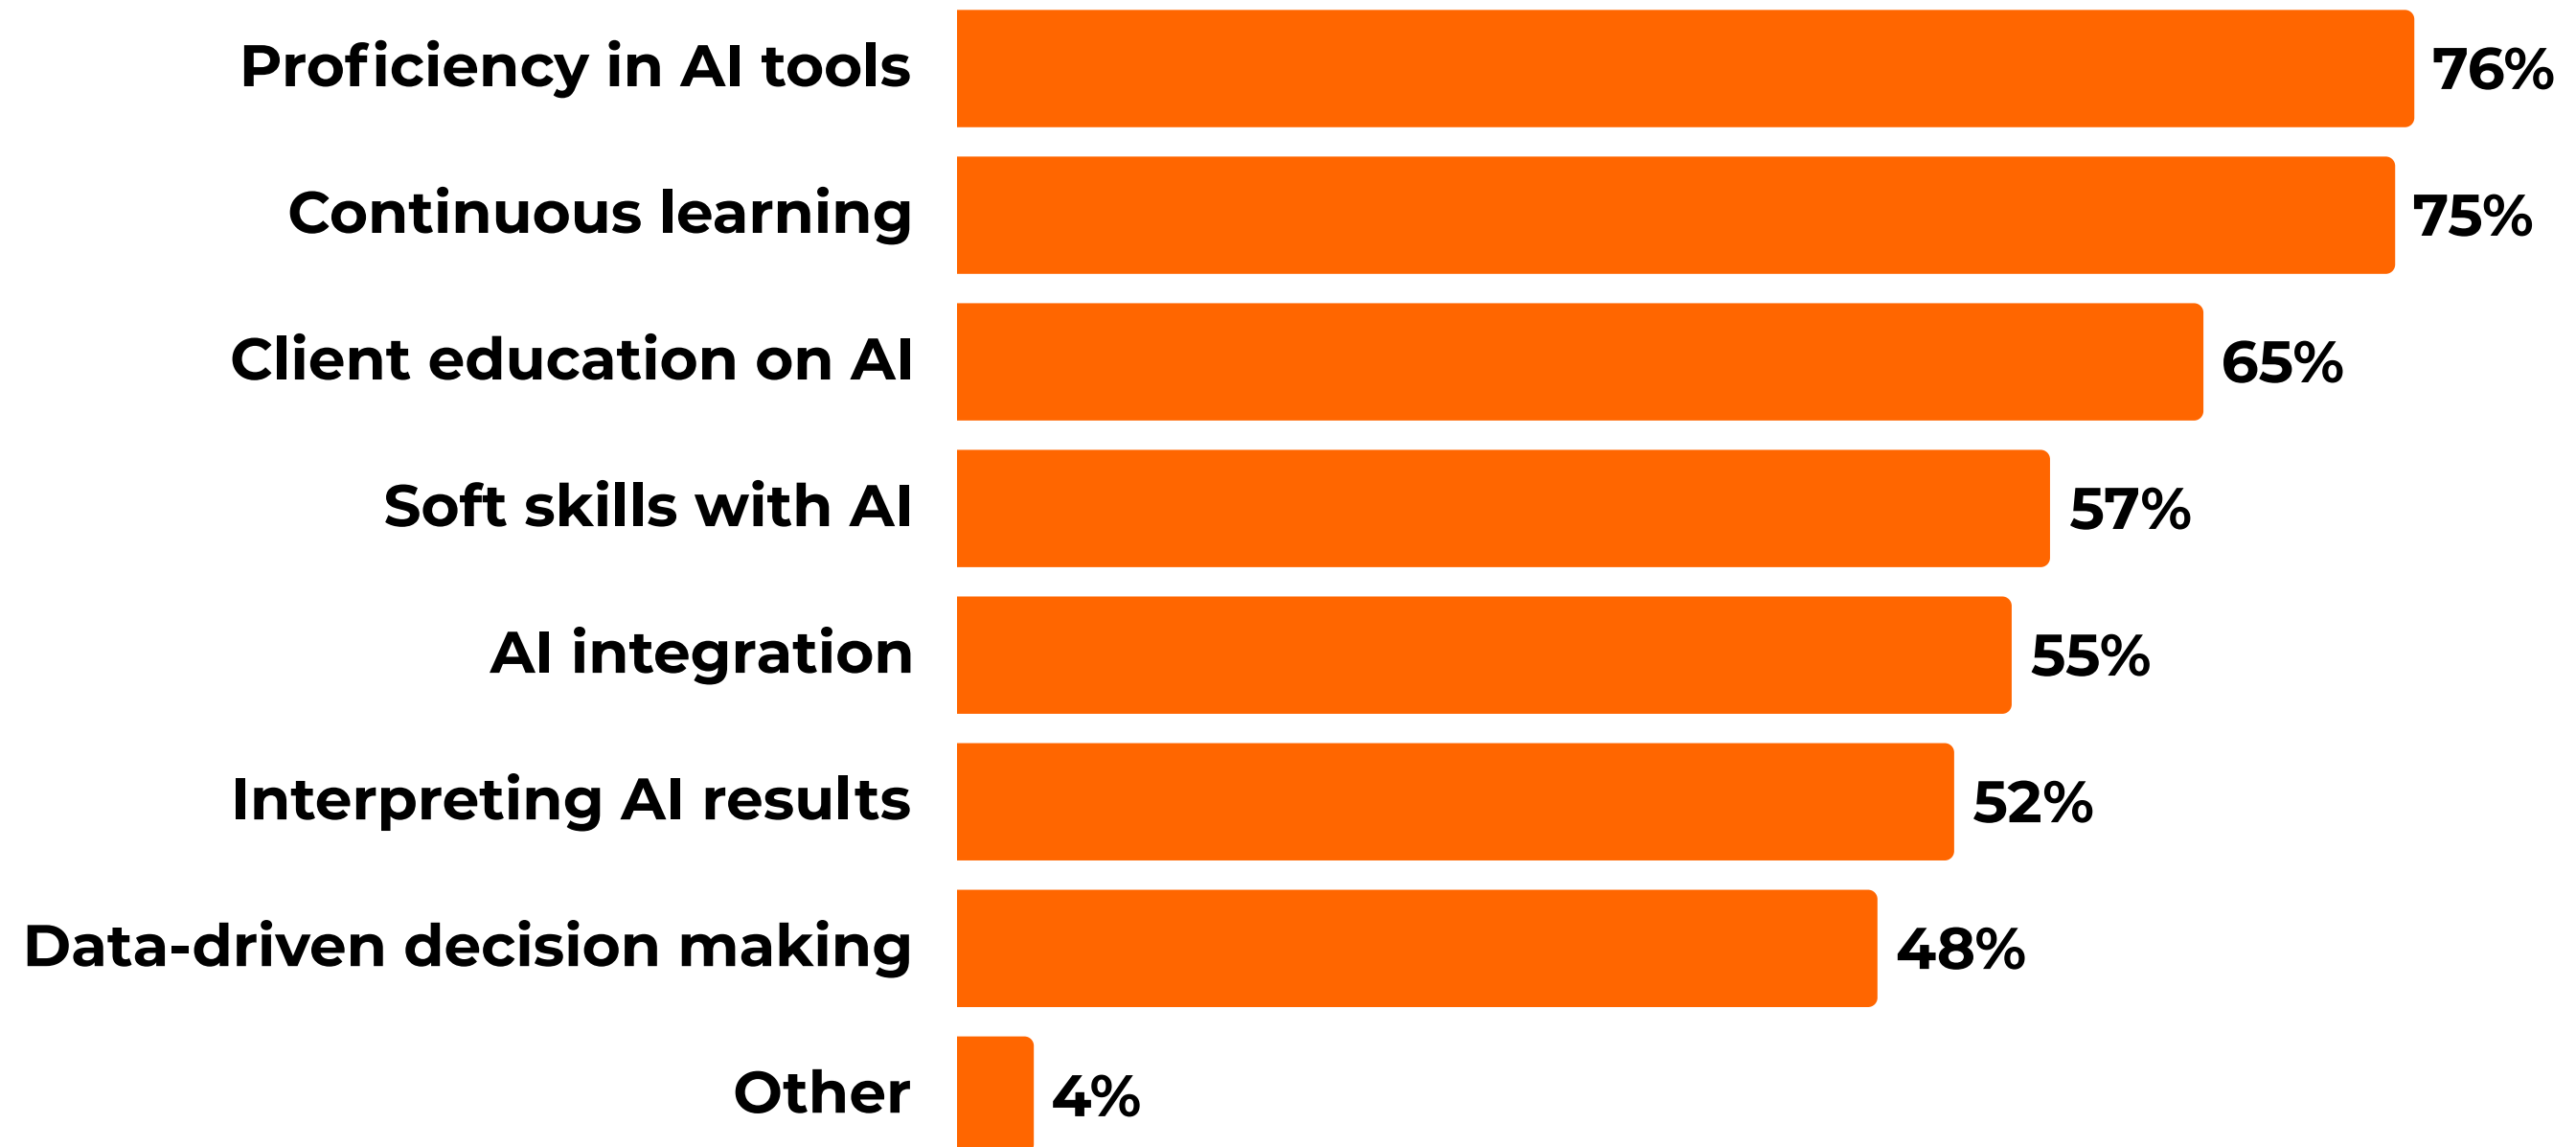 Proficiency in AI tools 76%
Continuous learning 75%
Client education on AI 65%
Soft skills with AI 57%
AI integration 55%
Interpreting AI results 52%
Data-driven decision making 48%
Other 4%